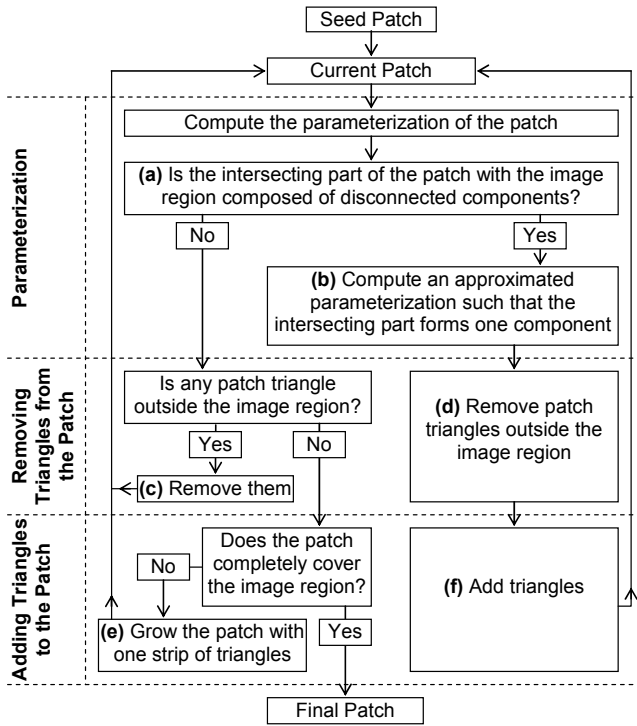 Seed Patch
Current Patch
Parameterization
Compute the parameterization of the patch
(a) Is the intersecting part of the patch with the image
region composed of disconnected components?
No
Yes
(b) Compute an approximated
parameterization such that the
intersecting part forms one component
Removing
Triangles from
the Patch
Is any patch triangle
outside the image region?
Yes
No
(c) Remove them
(d) Remove patch
triangles outside the
image region
Adding Triangles
to the Patch
Does the patch
completely cover
the image region?
No
Yes
(e) Grow the patch with
one strip of triangles
(f) Add triangles
Final Patch